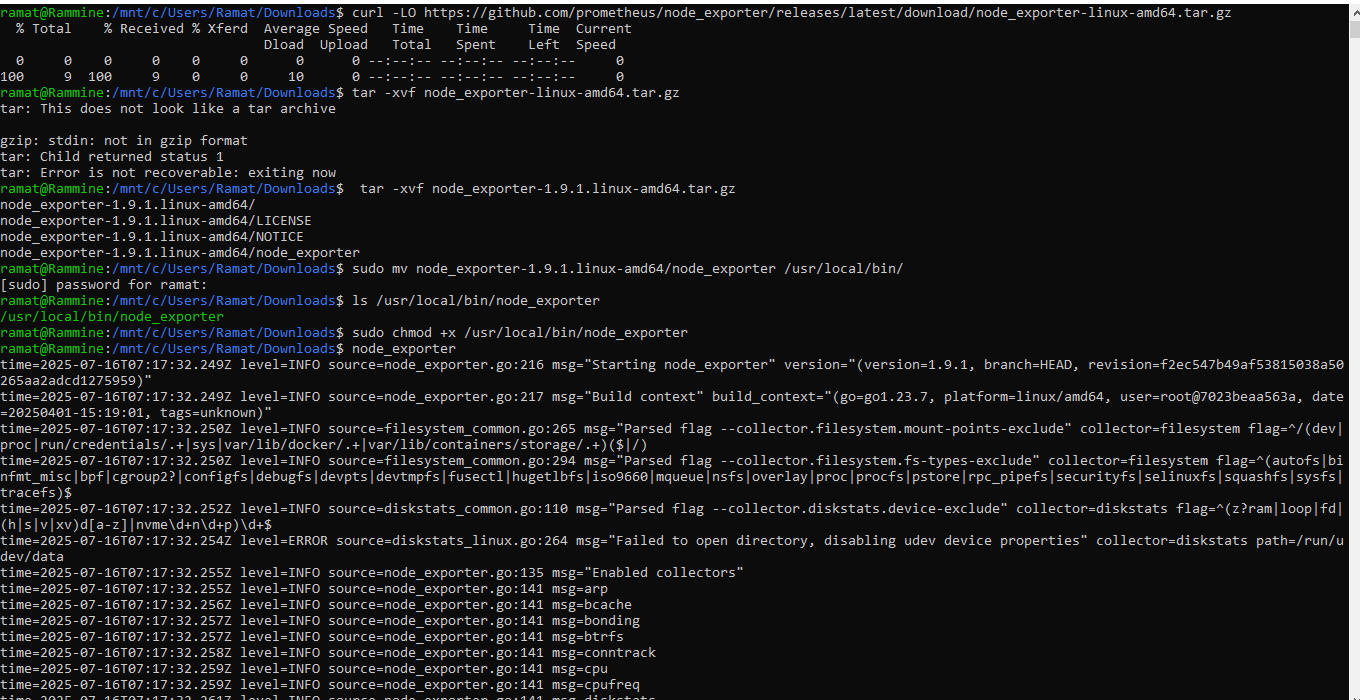 ramat@Rammine:/mnt/c/Users/Ramat/Downloads$ curl -LO https://github.com/prometheus/node_exporter/releases/latest/download/node_exporter-linux-amd64.tar.gz
  % Total    % Received % Xferd  Average Speed   Time    Time     Time  Current
                                 Dload  Upload   Total   Spent    Left  Speed
  0     0    0     0    0     0      0      0 --:--:-- --:--:-- --:--:--     0
100     9  100     9    0     0     10      0 --:--:-- --:--:-- --:--:--     0
ramat@Rammine:/mnt/c/Users/Ramat/Downloads$ tar -xvf node_exporter-linux-amd64.tar.gz
tar: This does not look like a tar archive

gzip: stdin: not in gzip format
tar: Child returned status 1
tar: Error is not recoverable: exiting now
ramat@Rammine:/mnt/c/Users/Ramat/Downloads$  tar -xvf node_exporter-1.9.1.linux-amd64.tar.gz
node_exporter-1.9.1.linux-amd64/
node_exporter-1.9.1.linux-amd64/LICENSE
node_exporter-1.9.1.linux-amd64/NOTICE
node_exporter-1.9.1.linux-amd64/node_exporter
ramat@Rammine:/mnt/c/Users/Ramat/Downloads$ sudo mv node_exporter-1.9.1.linux-amd64/node_exporter /usr/local/bin/
[sudo] password for ramat:
ramat@Rammine:/mnt/c/Users/Ramat/Downloads$ ls /usr/local/bin/node_exporter
/usr/local/bin/node_exporter
ramat@Rammine:/mnt/c/Users/Ramat/Downloads$ sudo chmod +x /usr/local/bin/node_exporter
ramat@Rammine:/mnt/c/Users/Ramat/Downloads$ node_exporter
time=2025-07-16T07:17:32.249Z level=INFO source=node_exporter.go:216 msg="Starting node_exporter" version="(version=1.9.1, branch=HEAD, revision=f2ec547b49af53815038a50
265aa2adcd1275959)"
time=2025-07-16T07:17:32.249Z level=INFO source=node_exporter.go:217 msg="Build context" build_context="(go=go1.23.7, platform=linux/amd64, user=root@7023beaa563a, date
=20250401-15:19:01, tags=unknown)"
time=2025-07-16T07:17:32.250Z level=INFO source=filesystem_common.go:265 msg="Parsed flag --collector.filesystem.mount-points-exclude" collector=filesystem flag=^/(dev|
proc|run/credentials/.+|sys|var/lib/docker/.+|var/lib/containers/storage/.+)($|/)
time=2025-07-16T07:17:32.250Z level=INFO source=filesystem_common.go:294 msg="Parsed flag --collector.filesystem.fs-types-exclude" collector=filesystem flag=^(autofs|bi
nfmt_misc|bpf|cgroup2?|configfs|debugfs|devpts|devtmpfs|fusectl|hugetlbfs|iso9660|mqueue|nsfs|overlay|proc|procfs|pstore|rpc_pipefs|securityfs|selinuxfs|squashfs|sysfs|
tracefs)$
time=2025-07-16T07:17:32.252Z level=INFO source=diskstats_common.go:110 msg="Parsed flag --collector.diskstats.device-exclude" collector=diskstats flag=^(z?ram|loop|fd|
(h|s|v|xv)d[a-z]|nvme\d+n\d+p)\d+$
time=2025-07-16T07:17:32.254Z level=ERROR source=diskstats_linux.go:264 msg="Failed to open directory, disabling udev device properties" collector=diskstats path=/run/u
dev/data
time=2025-07-16T07:17:32.255Z level=INFO source=node_exporter.go:135 msg="Enabled collectors"
time=2025-07-16T07:17:32.255Z level=INFO source=node_exporter.go:141 msg=arp
time=2025-07-16T07:17:32.256Z level=INFO source=node_exporter.go:141 msg=bcache
time=2025-07-16T07:17:32.257Z level=INFO source=node_exporter.go:141 msg=bonding
time=2025-07-16T07:17:32.257Z level=INFO source=node_exporter.go:141 msg=btrfs
time=2025-07-16T07:17:32.258Z level=INFO source=node_exporter.go:141 msg=conntrack
time=2025-07-16T07:17:32.259Z level=INFO source=node_exporter.go:141 msg=cpu
time=2025-07-16T07:17:32.259Z level=INFO source=node_exporter.go:141 msg=cpufreq